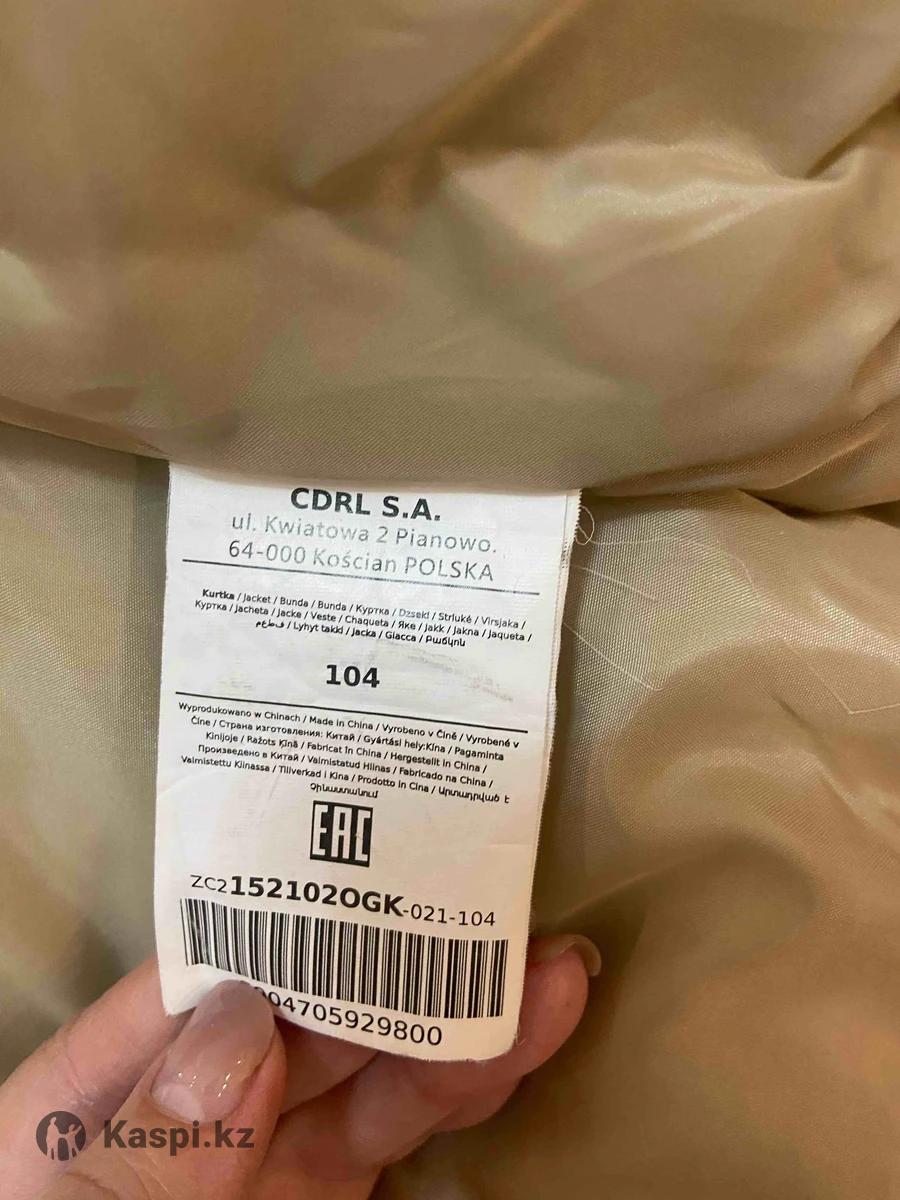 CDRL S.A.
ul. Kwiatowa 2 Pianowo.
64-000 Kościan POLSKA
Kurtka / Jacket / Bunda / Bunda / Куртка / Dzseki / Striukė / Virsjaka /
Куртка / Jacheta / Jacke / Veste / Chaqueta / Яке / Jakk / Jakna / Jaqueta /
/ Lyhyt takki / Jacka / Giacca / Բաճկոն
104
Wyprodukowano w Chinach / Made in China / Vyrobeno v Číně / Vyrobené v
Číne / Страна изготовления: Китай / Gyártási hely:Kína / Pagaminta
Kinijoje / Ražots Ķīnā / Fabricat în China / Hergestellt in China /
Произведено в Китай / Valmistatud Hiinas / Fabricado na China /
Valmistettu Kiinassa / Tillverkad i Kina / Prodotto in Cina / Արտադրված է
Չինաստանում
EAC
ZC2152102OGK-021-104
04705929800
Kaspi.kz